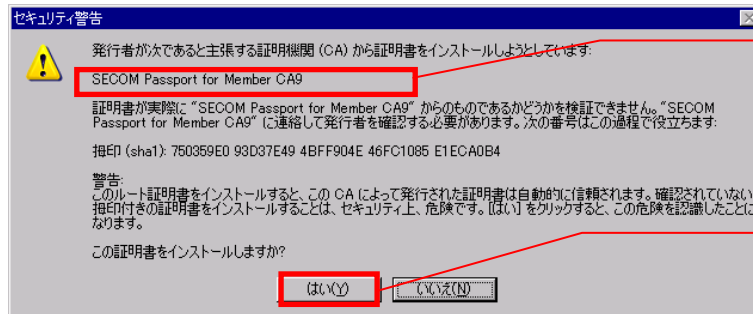 セキュリティ警告
発行者が次であると主張する証明機関 (CA) から証明書をインストールしようとしています:
SECOM Passport for Member CA9
証明書が実際に "SECOM Passport for Member CA9" からのものであるかどうかを検証できません。"SECOM
Passport for Member CA9" に連絡して発行者を確認する必要があります。次の番号はこの過程で役立ちます:
拇印 (sha1): 750359E0 93D37E49 4BFF904E 46FC1085 E1ECA0B4
警告:
このルート証明書をインストールすると、この CA によって発行された証明書は自動的に信頼されます。確認されていない
拇印付きの証明書をインストールすることは、セキュリティ上、危険です。[はい] をクリックすると、この危険を認識したことに
なります。
この証明書をインストールしますか?
はい(Y)
いいえ(N)